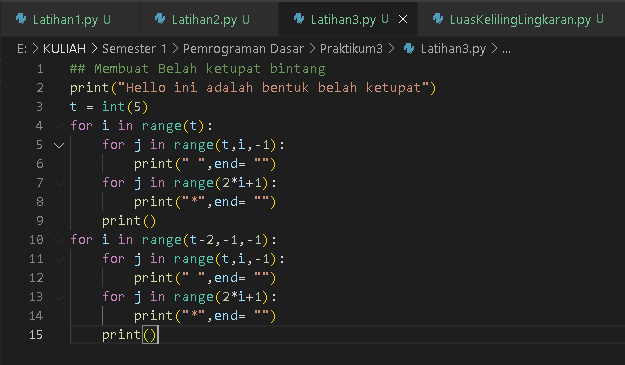 Latihan1.py U Latihan2.py U Latihan3.py U × LuasKelilingLingkaran.py U
E: > KULIAH > Semester 1 > Pemrograman Dasar > Praktikum3 > Latihan3.py > ...
1 ## Membuat Belah ketupat bintang
2 print("Hello ini adalah bentuk belah ketupat")
3 t = int(5)
4 for i in range(t):
5     for j in range(t,i,-1):
6         print(" ",end= "")
7     for j in range(2*i+1):
8         print("*",end= "")
9     print()
10 for i in range(t-2,-1,-1):
11     for j in range(t,i,-1):
12         print(" ",end= "")
13     for j in range(2*i+1):
14         print("*",end= "")
15     print()